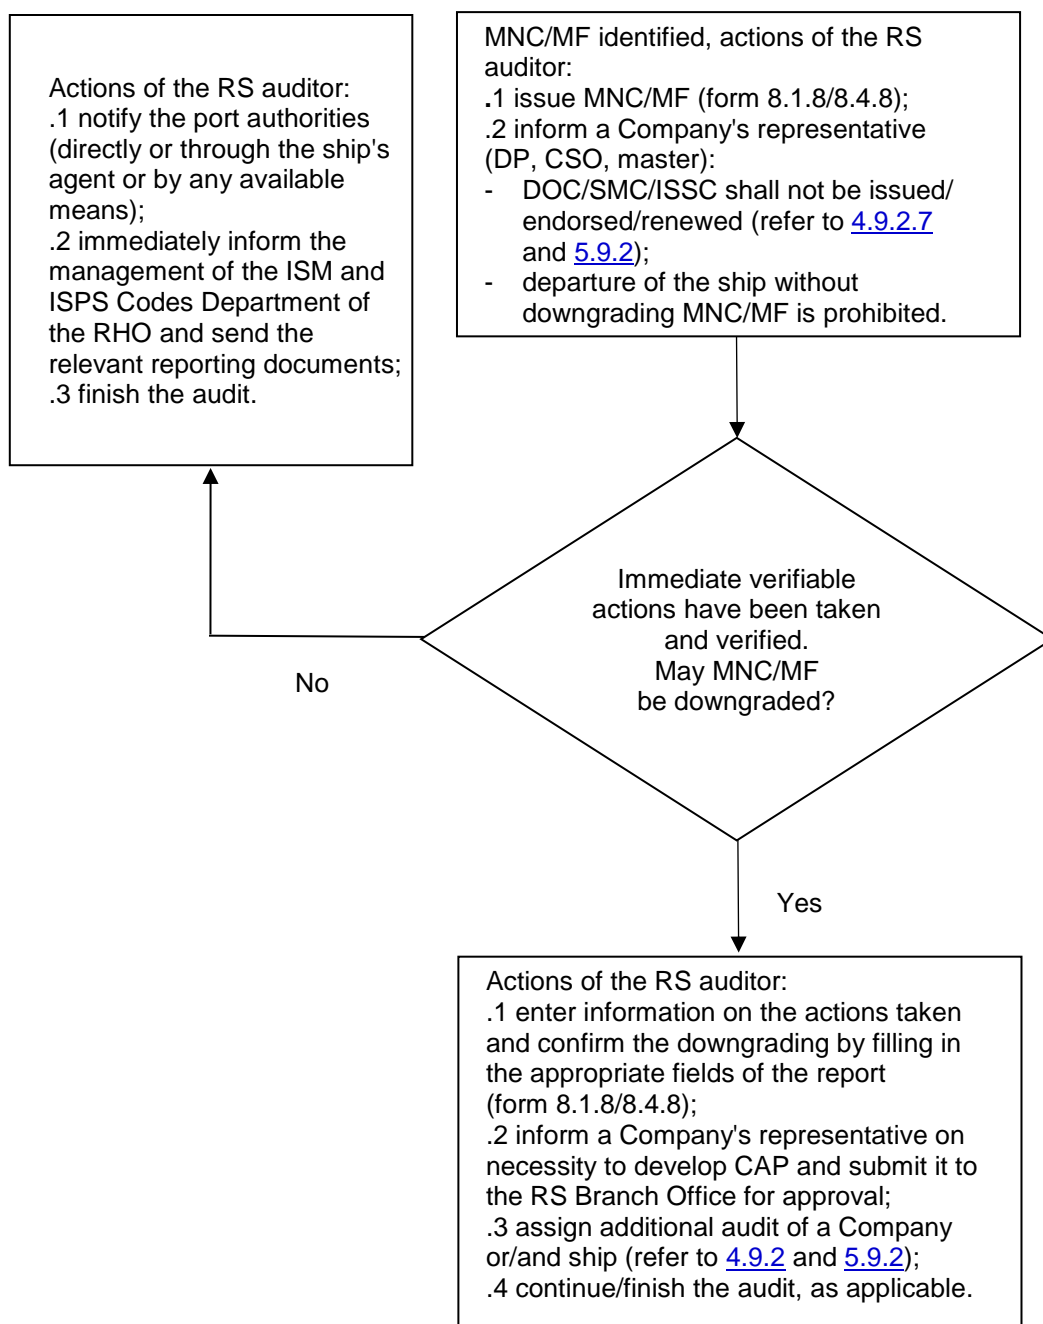 MNC/MF identified, actions of the RS
auditor:
.1 issue MNC/MF (form 8.1.8/8.4.8);
.2 inform a Company's representative
(DP, CSO, master):
- DOC/SMC/ISSC shall not be issued/
endorsed/renewed (refer to 4.9.2.7
and 5.9.2);
- departure of the ship without
downgrading MNC/MF is prohibited.
Actions of the RS auditor:
.1 notify the port authorities
(directly or through the ship's
agent or by any available
means);
.2 immediately inform the
management of the ISM and
ISPS Codes Department of
the RHO and send the
relevant reporting documents;
.3 finish the audit.
Immediate verifiable
actions have been taken
and verified.
May MNC/MF
be downgraded?
No
Yes
Actions of the RS auditor:
.1 enter information on the actions taken
and confirm the downgrading by filling in
the appropriate fields of the report
(form 8.1.8/8.4.8);
.2 inform a Company's representative on
necessity to develop CAP and submit it to
the RS Branch Office for approval;
.3 assign additional audit of a Company
or/and ship (refer to 4.9.2 and 5.9.2);
.4 continue/finish the audit, as applicable.